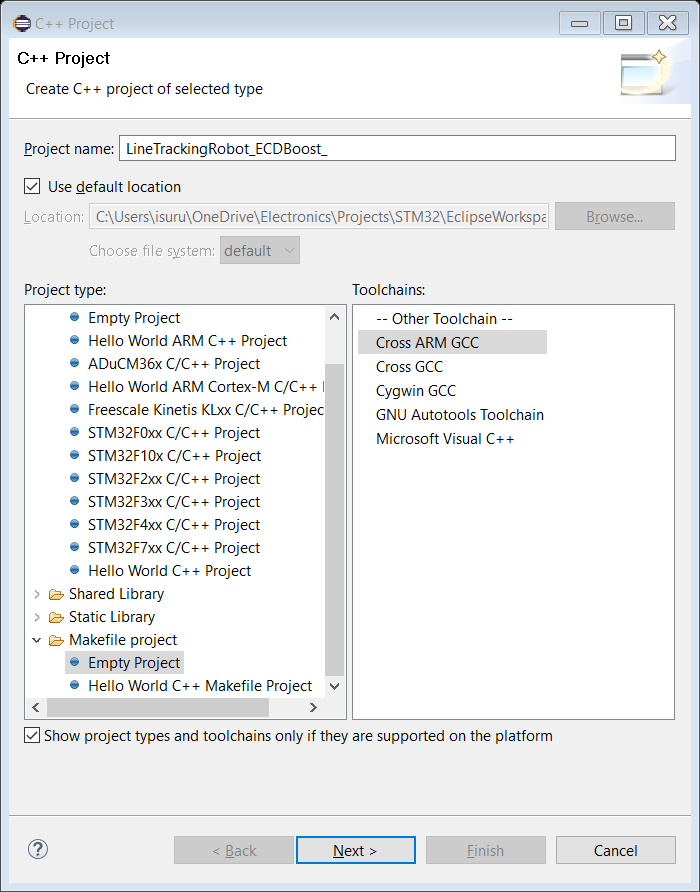 C++ Project
C++ Project
Create C++ project of selected type
Project name: LineTrackingRobot_ECDBoost_
Use default location
Location: C:\Users\isuru\OneDrive\Electronics\Projects\STM32\EclipseWorkspa Browse...
Choose file system: default
Project type:
Empty Project
Hello World ARM C++ Project
ADuCM36x C/C++ Project
Hello World ARM Cortex-M C/C++
Freescale Kinetis KLxx C/C++ Projec
STM32F0xx C/C++ Project
STM32F10x C/C++ Project
STM32F2xx C/C++ Project
STM32F3xx C/C++ Project
STM32F4xx C/C++ Project
STM32F7xx C/C++ Project
Hello World C++ Project
Shared Library
Static Library
Makefile project
Empty Project
Hello World C++ Makefile Project
Toolchains:
-- Other Toolchain --
Cross ARM GCC
Cross GCC
Cygwin GCC
GNU Autotools Toolchain
Microsoft Visual C++
Show project types and toolchains only if they are supported on the platform
? < Back Next > Finish Cancel